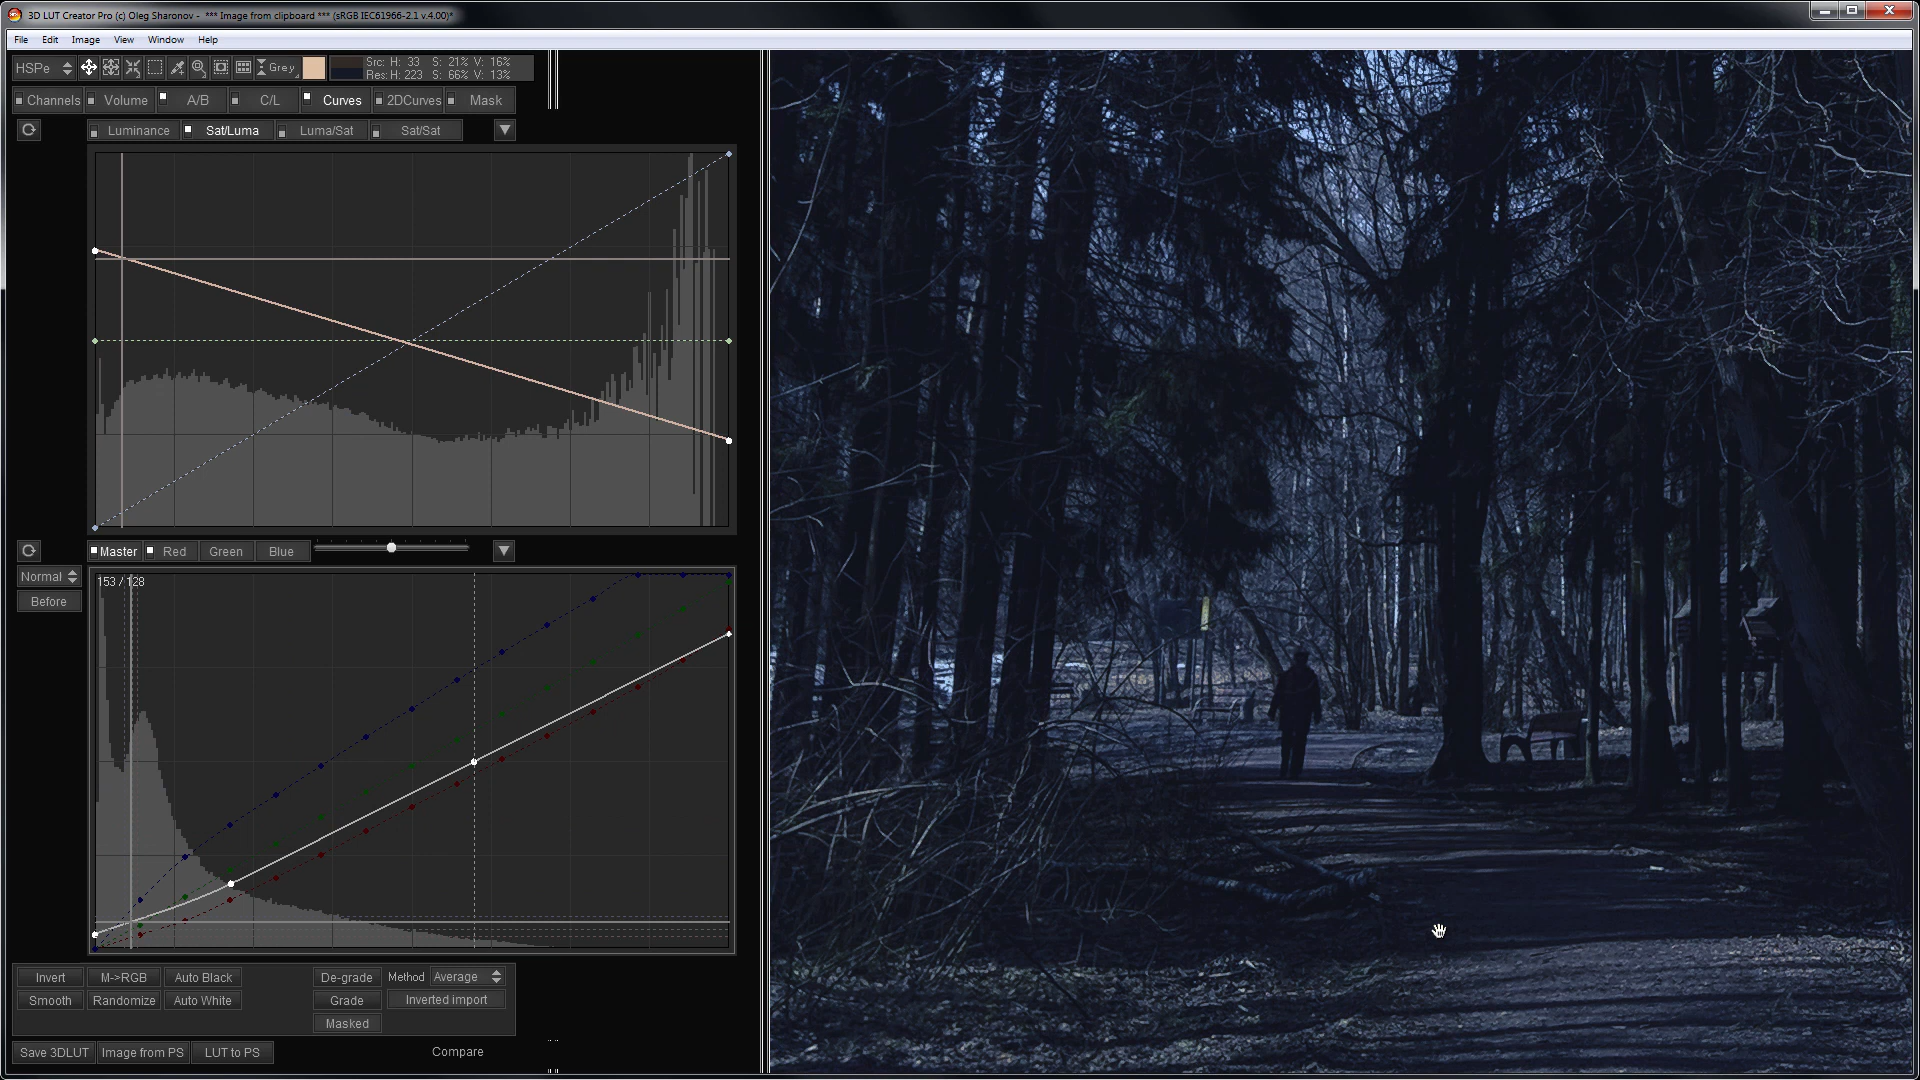 3D LUT Creator Pro (c) Oleg Sharonov - *** Image from clipboard *** (sRGB IEC61966-2.1 v.4.00)*
File Edit Image View Window Help
HSPe Grey Src: H: 33 S: 21% V: 16%
Res: H: 223 S: 66% V: 13%
Channels Volume A/B C/L Curves 2DCurves Mask
Luminance Sat/Luma Luma/Sat Sat/Sat
Master Red Green Blue
Normal
153 / 128
Before
Invert M->RGB Auto Black De-grade Method Average
Smooth Randomize Auto White Grade Inverted import
Masked
Save 3DLUT Image from PS LUT to PS Compare